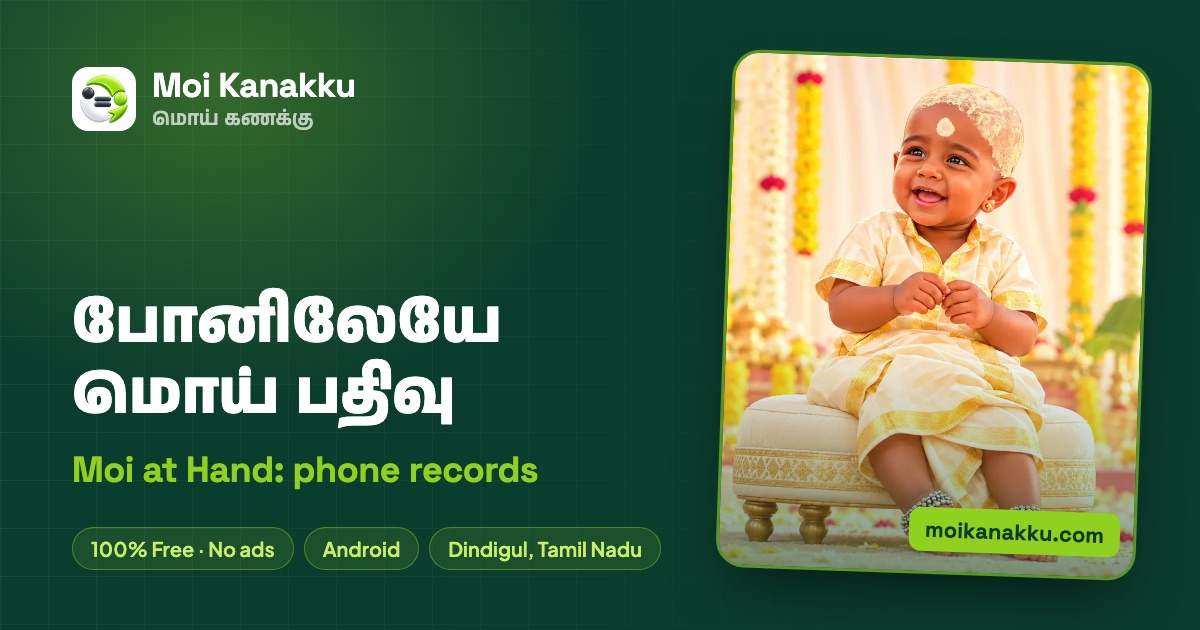 Moi Kanakku
மொய் கணக்கு
போனிலேயே
மொய் பதிவு
Moi at Hand: phone records
100% Free · No ads
Android
Dindigul, Tamil Nadu
moikanakku.com